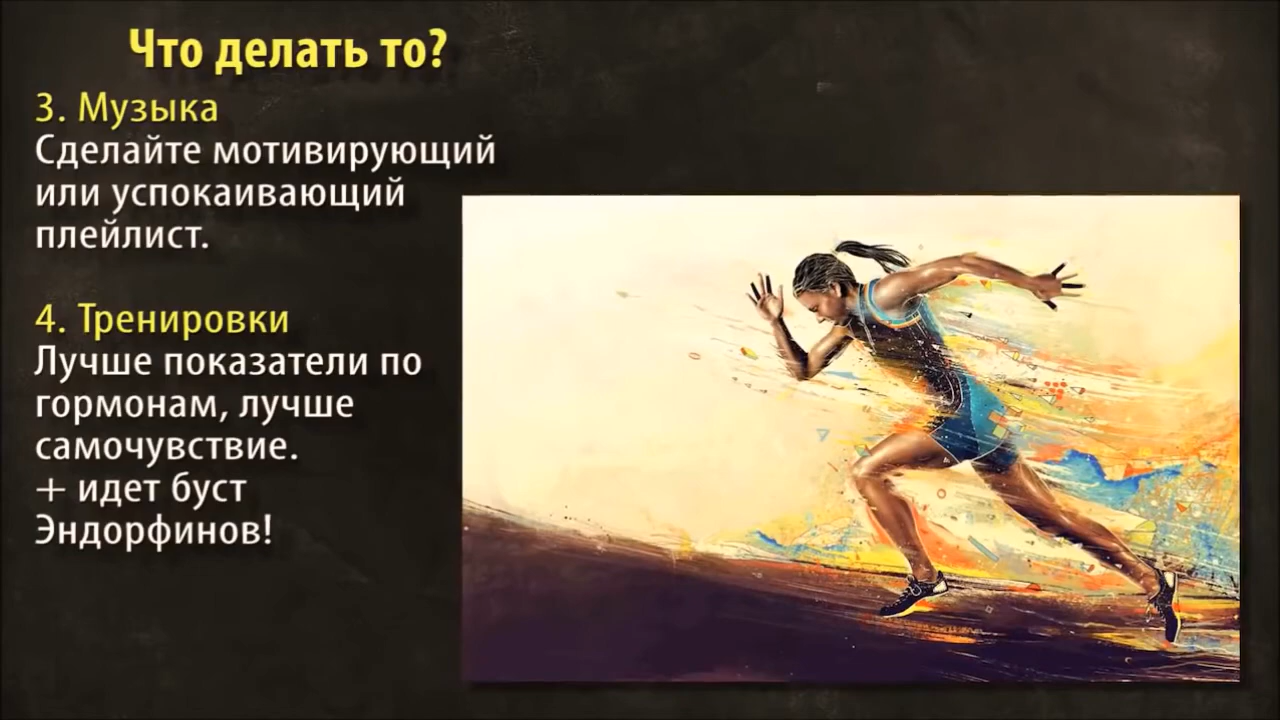 Что делать то?
3. Музыка
Сделайте мотивирующий
или успокаивающий
плейлист.
4. Тренировки
Лучше показатели по
гормонам, лучше
самочувствие.
+ идет буст
Эндорфинов!